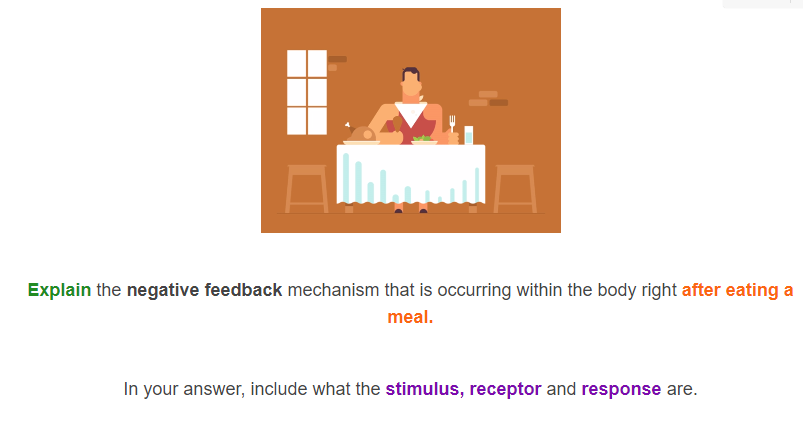 Explain the negative feedback mechanism that is occurring within the body right after eating a
meal.
In your answer, include what the stimulus, receptor and response are.